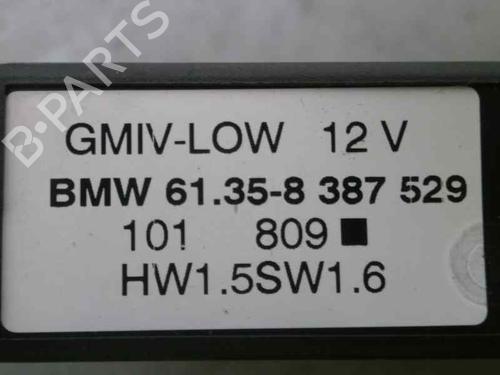 GMIV-LOW 12 V
BMW 61.35-8 387 529
101 809 ■
HW1.5SW1.6
B-PARTS